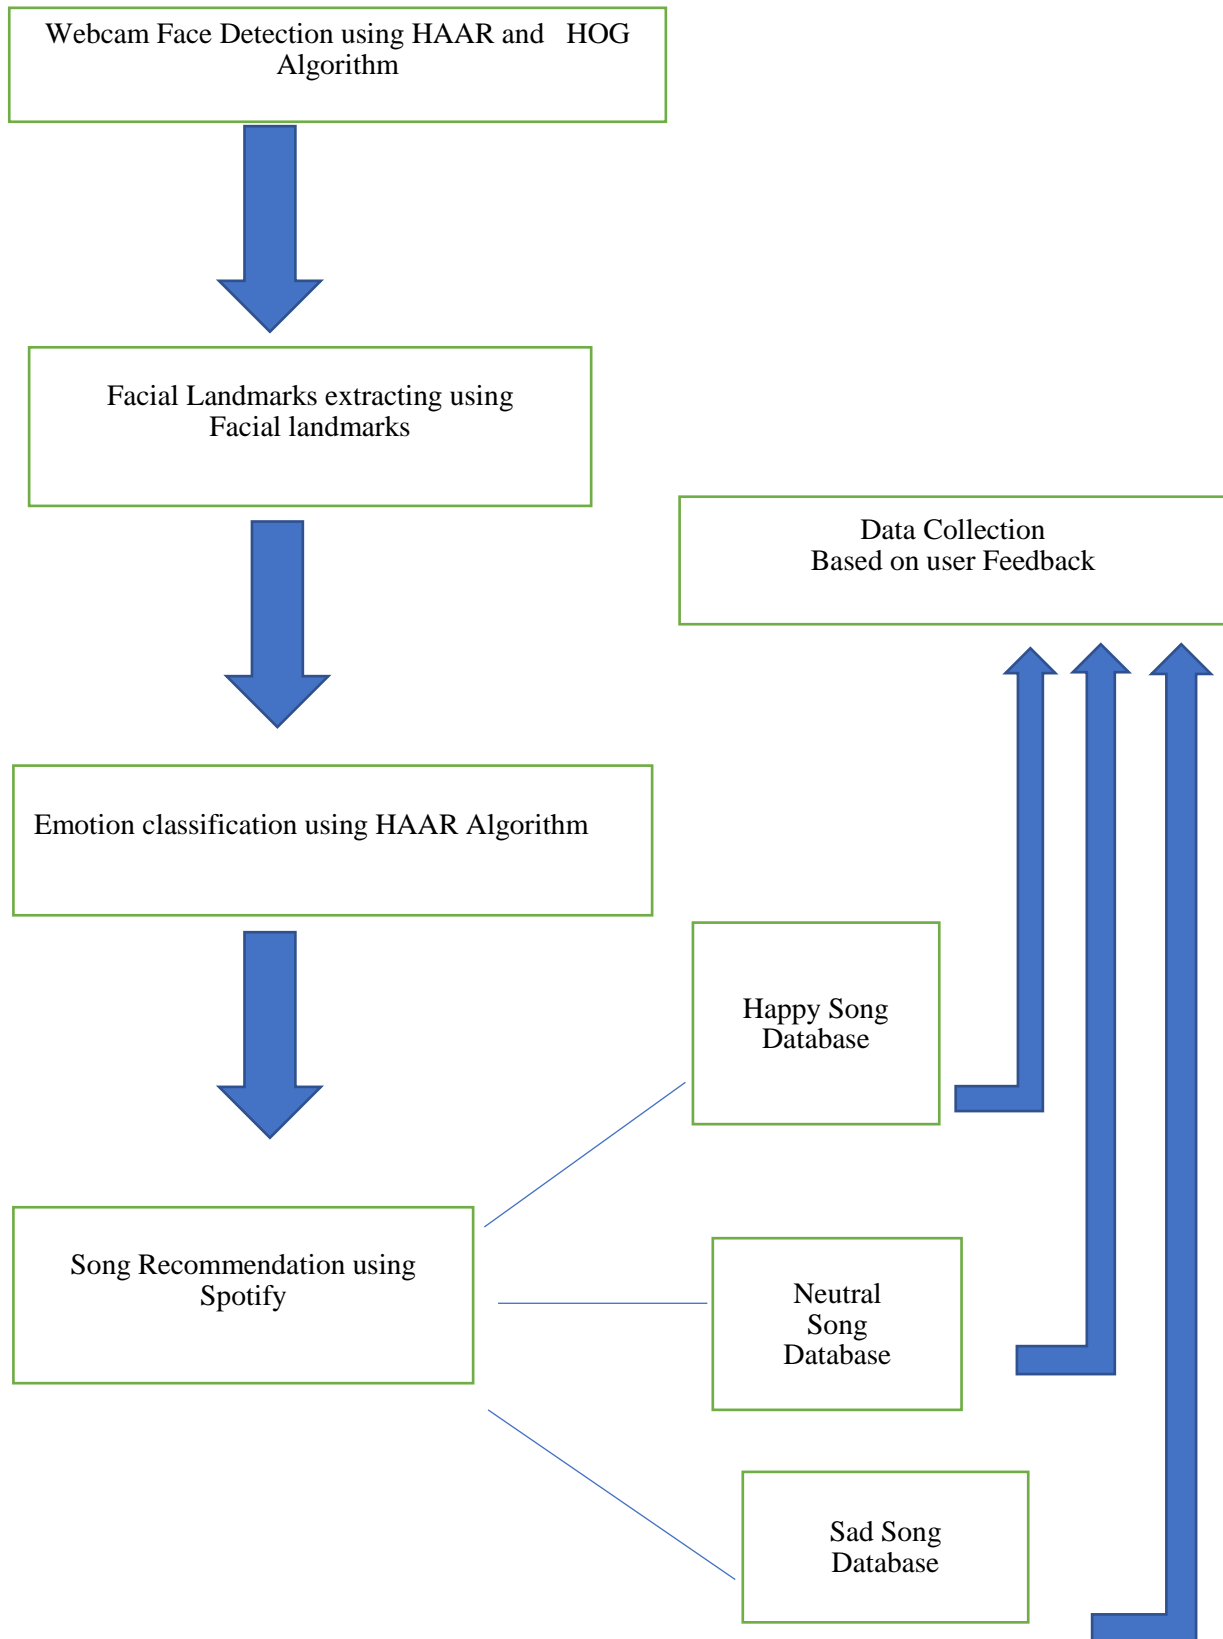 Webcam Face Detection using HAAR and HOG
Algorithm
Facial Landmarks extracting using
Facial landmarks
Data Collection
Based on user Feedback
Emotion classification using HAAR Algorithm
Happy Song
Database
Song Recommendation using
Spotify
Neutral
Song
Database
Sad Song
Database